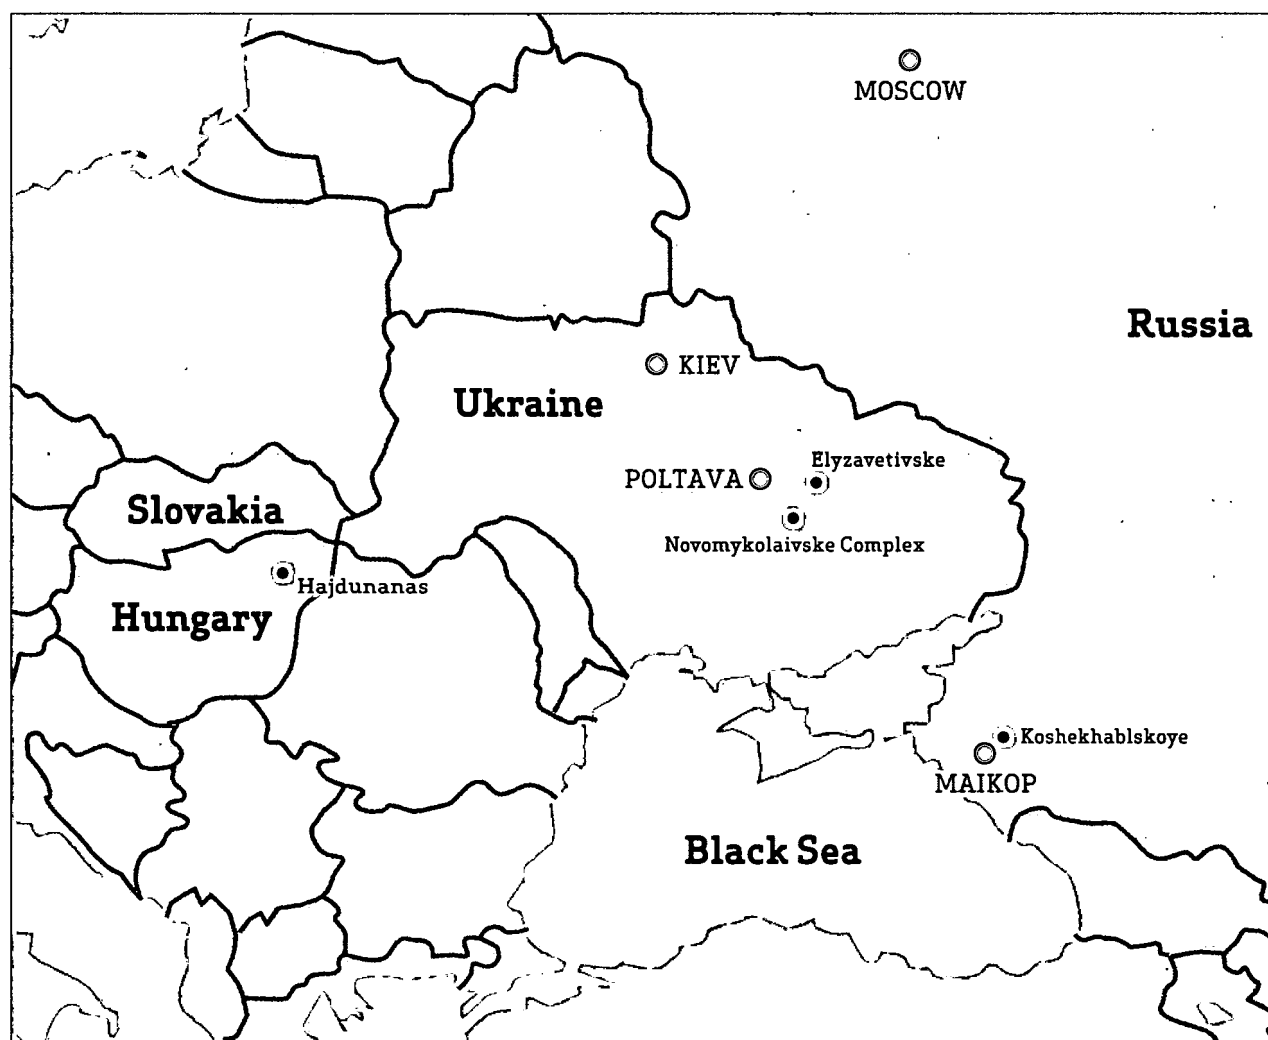 MOSCOW
Russia
KIEV
Ukraine
Elyzavetivske
POLTAVA
Slovakia
Novomykolaivske Complex
Hajdunanas
Hungary
Koshekhablskoye
MAIKOP
Black Sea